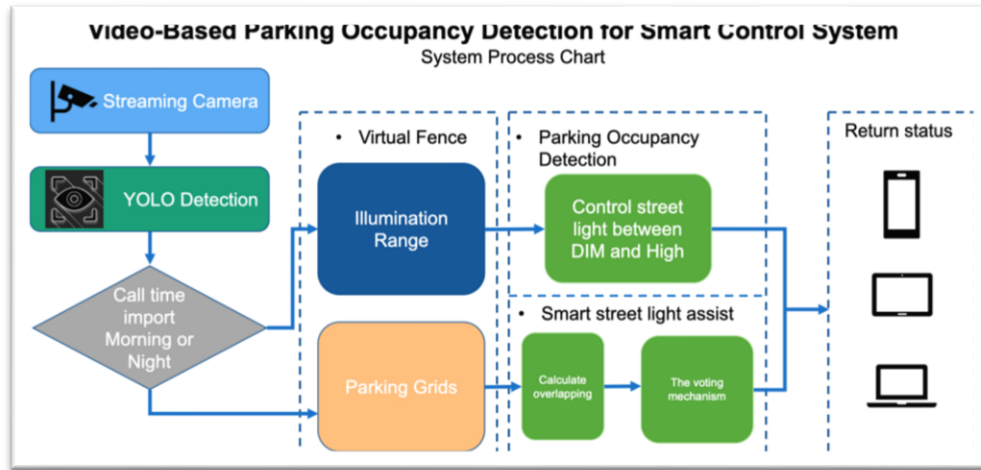 Video-Based Parking Occupancy Detection for Smart Control System
System Process Chart
Streaming Camera
YOLO Detection
Call time
import
Morning or
Night
• Virtual Fence
Illumination
Range
Parking Grids
• Parking Occupancy
Detection
Control street
light between
DIM and High
• Smart street light assist
Calculate
overlapping
The voting
mechanism
Return status